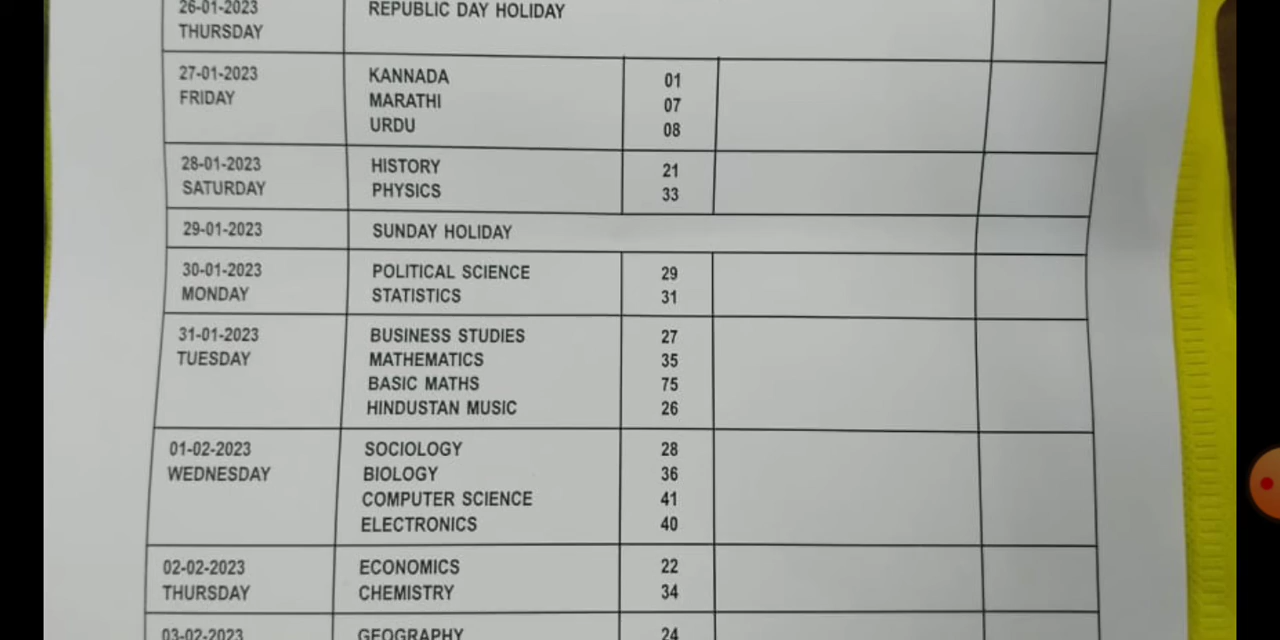 26-01-2023 REPUBLIC DAY HOLIDAY
THURSDAY
27-01-2023 KANNADA 01
FRIDAY MARATHI 07
URDU 08
28-01-2023 HISTORY 21
SATURDAY PHYSICS 33
29-01-2023 SUNDAY HOLIDAY
30-01-2023 POLITICAL SCIENCE 29
MONDAY STATISTICS 31
31-01-2023 BUSINESS STUDIES 27
TUESDAY MATHEMATICS 35
BASIC MATHS 75
HINDUSTAN MUSIC 26
01-02-2023 SOCIOLOGY 28
WEDNESDAY BIOLOGY 36
COMPUTER SCIENCE 41
ELECTRONICS 40
02-02-2023 ECONOMICS 22
THURSDAY CHEMISTRY 34
03-02-2023 GEOGRAPHY 24